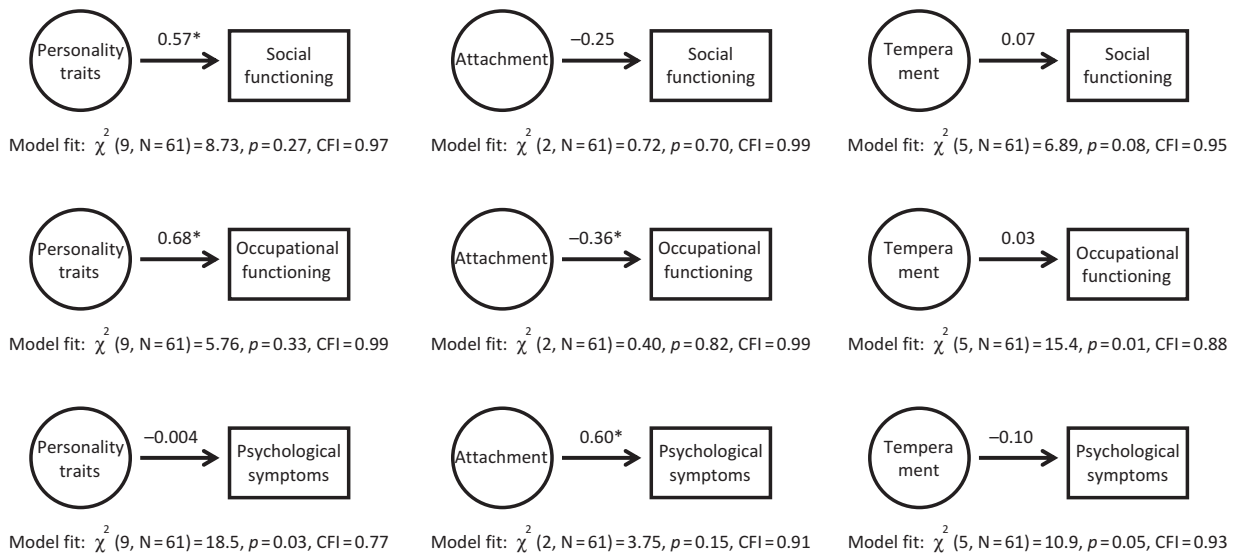 0.57*
–0.25
0.07
Personality
traits
Social
functioning
Attachment
Social
functioning
Tempera
ment
Social
functioning
Model fit: χ² (9, N=61)=8.73, p=0.27, CFI=0.97
Model fit: χ² (2, N=61)=0.72, p=0.70, CFI=0.99
Model fit: χ² (5, N=61)=6.89, p=0.08, CFI=0.95
0.68*
–0.36*
0.03
Personality
traits
Occupational
functioning
Attachment
Occupational
functioning
Tempera
ment
Occupational
functioning
Model fit: χ² (9, N=61)=5.76, p=0.33, CFI=0.99
Model fit: χ² (2, N=61)=0.40, p=0.82, CFI=0.99
Model fit: χ² (5, N=61)=15.4, p=0.01, CFI=0.88
–0.004
0.60*
–0.10
Personality
traits
Psychological
symptoms
Attachment
Psychological
symptoms
Tempera
ment
Psychological
symptoms
Model fit: χ² (9, N=61)=18.5, p=0.03, CFI=0.77
Model fit: χ² (2, N=61)=3.75, p=0.15, CFI=0.91
Model fit: χ² (5, N=61)=10.9, p=0.05, CFI=0.93